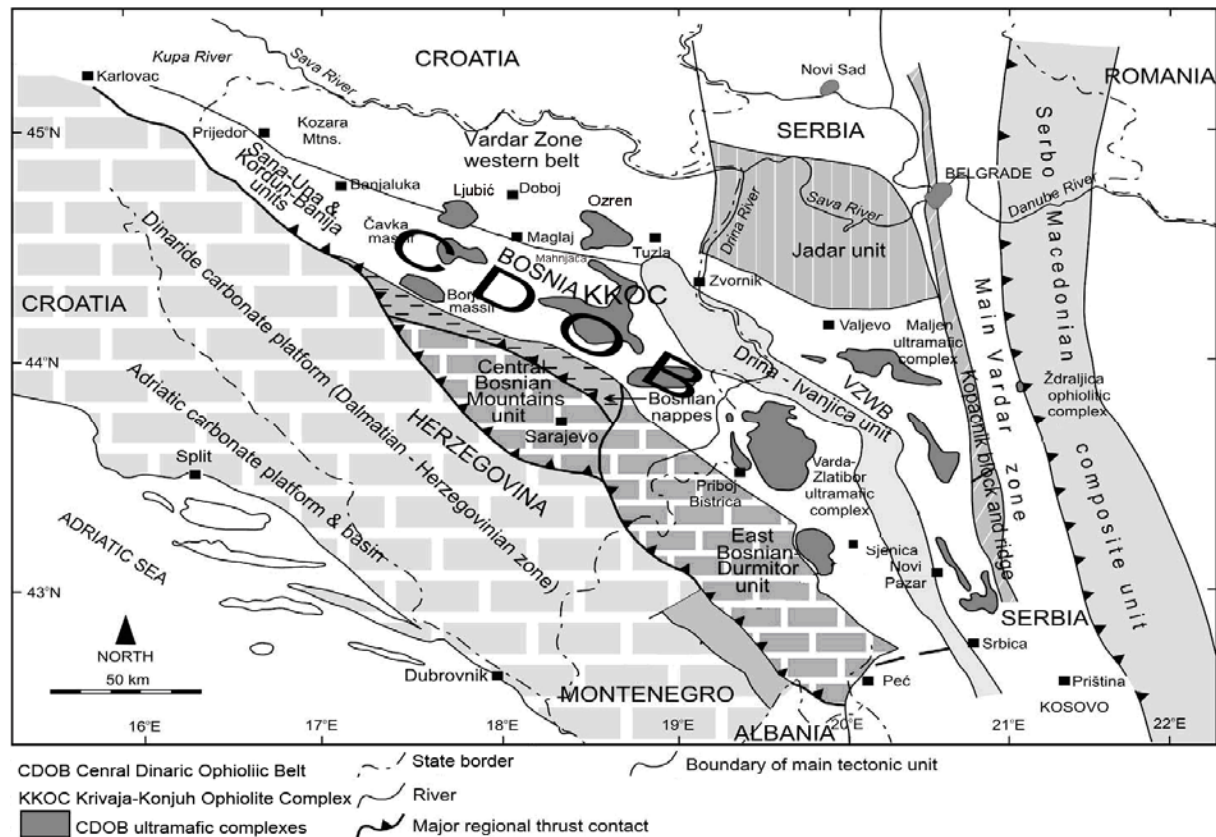 CROATIA
ROMANIA
Kupa River
Sava River
Karlovac
Novi Sad
45°N
Prijedor
Kozara
Mtns.
Vardar Zone
western belt
SERBIA
Sana-Una &
Kordun-Banija
units
Banjaluka
Ljubić
Doboj
Ozren
Drina River
Sava River
BELGRADE
Danube River
Čavka
massif
Maglaj
Mahnjača
Tuzla
Jadar unit
Serbo Macedonian composite unit
Dinaride carbonate platform (Dalmatian - Herzegovinian zone)
CDOB
BOSNIA
KKOC
Zvornik
CROATIA
Borja
massif
Valjevo
Maljen
ultramafic
complex
Main Vardar zone
44°N
Adriatic carbonate platform & basin
Central
Bosnian
Mountains
unit
Bosnian
nappes
Drina - Ivanjica unit
VZWB
Kopaonik block and ridge
Ždraljica
ophiolitic
complex
HERZEGOVINA
Sarajevo
Split
Priboj
Bistrica
Varda-
Zlatibor
ultramafic
complex
ADRIATIC SEA
East
Bosnian-
Durmitor
unit
Sjenica
Novi
Pazar
43°N
SERBIA
NORTH
50 km
Srbica
Dubrovnik
MONTENEGRO
Peć
Priština
KOSOVO
16°E
17°E
18°E
19°E
20°E
21°E
22°E
ALBANIA
CDOB Cenral Dinaric Ophioliic Belt
State border
Boundary of main tectonic unit
KKOC Krivaja-Konjuh Ophiolite Complex
River
CDOB ultramafic complexes
Major regional thrust contact